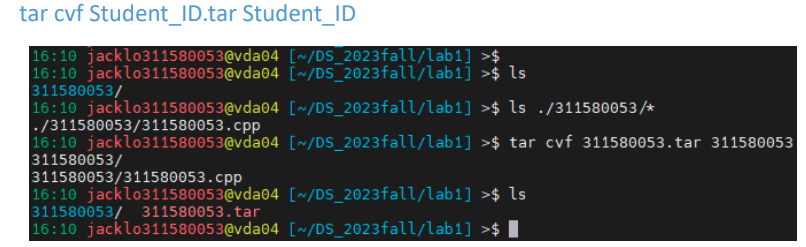 tar cvf Student_ID.tar Student_ID
16:10 jacklo311580053@vda04 [~/DS_2023fall/lab1] >$
16:10 jacklo311580053@vda04 [~/DS_2023fall/lab1] >$ ls
311580053/
16:10 jacklo311580053@vda04 [~/DS_2023fall/lab1] >$ ls ./311580053/*
./311580053/311580053.cpp
16:10 jacklo311580053@vda04 [~/DS_2023fall/lab1] >$ tar cvf 311580053.tar 311580053
311580053/
311580053/311580053.cpp
16:10 jacklo311580053@vda04 [~/DS_2023fall/lab1] >$ ls
311580053/  311580053.tar
16:10 jacklo311580053@vda04 [~/DS_2023fall/lab1] >$